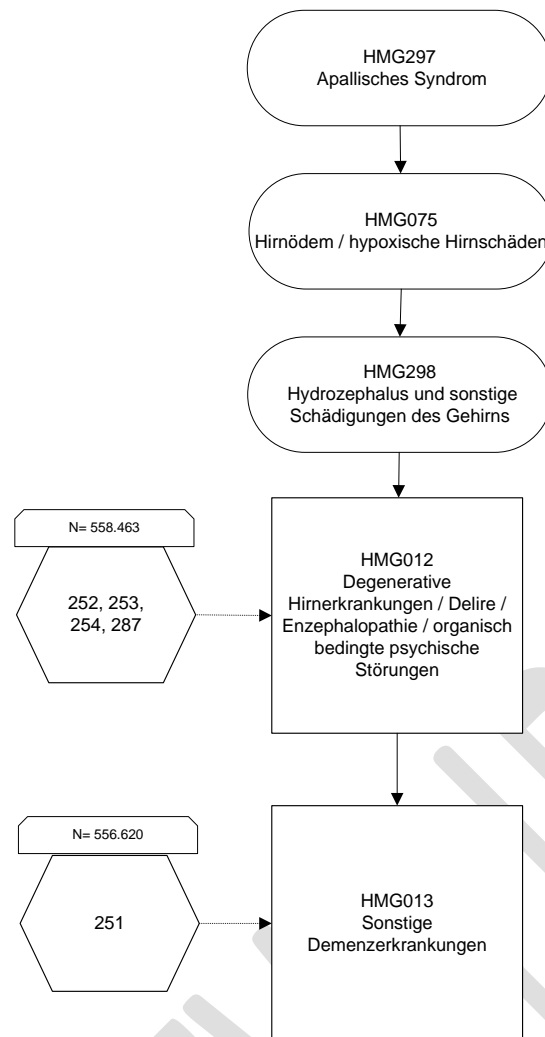 HMG297
Apallisches Syndrom
HMG075
Hirnödem / hypoxische Hirnschäden
HMG298
Hydrozephalus und sonstige
Schädigungen des Gehirns
N= 558.463
252, 253,
254, 287
HMG012
Degenerative
Hirnerkrankungen / Delire /
Enzephalopathie / organisch
bedingte psychische
Störungen
N= 556.620
251
HMG013
Sonstige
Demenzerkrankungen